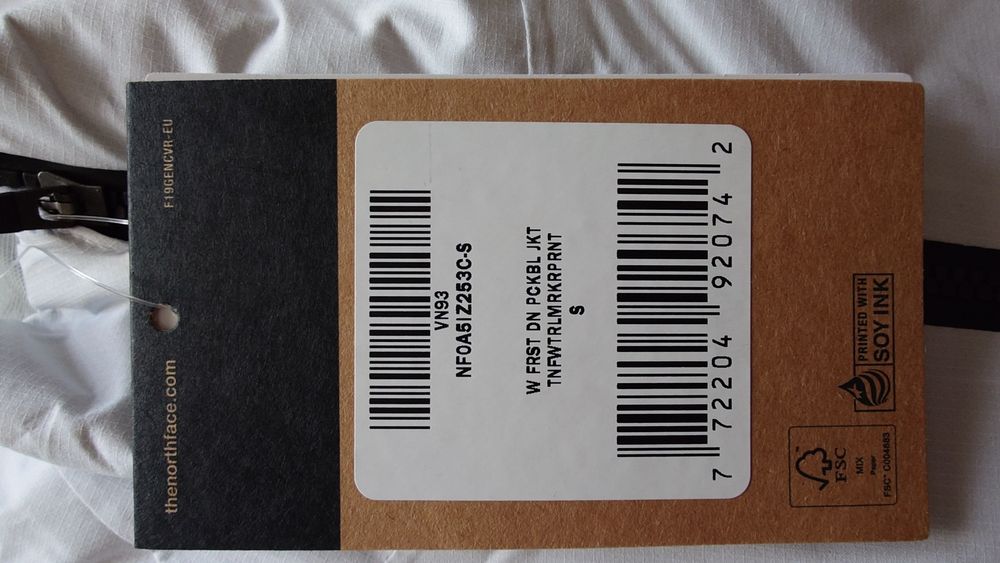 thenorthface.com
F19GENCVR-EU
VN93
NF0A5IZ253C-S
W FRST DN PCKBL JKT
TNFWTRLMRKRPRNT
S
7 72204 92074 2
FSC
MIX
Paper
FSC™ C004683
PRINTED WITH
SOY INK